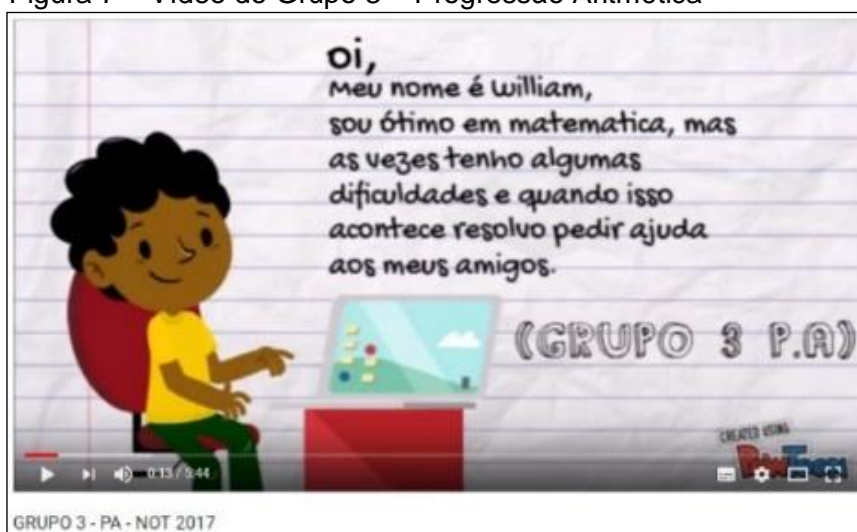 Figura 7 – Vídeo do Grupo 3 – Progressão Aritmética
oi,
Meu nome é William,
sou ótimo em matematica, mas
as vezes tenho algumas
dificuldades e quando isso
acontece resolvo pedir ajuda
aos meus amigos.
(GRUPO 3 P.A)
CREATED USING
PowToon
0:13 / 5:44
GRUPO 3 - PA - NOT 2017